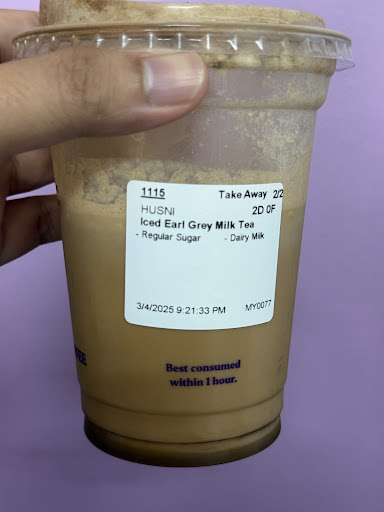 1115 Take Away 2/2
HUSNI 2D 0F
Iced Earl Grey Milk Tea
- Regular Sugar - Dairy Milk
3/4/2025 9:21:33 PM MY0077
Best consumed
within 1 hour.